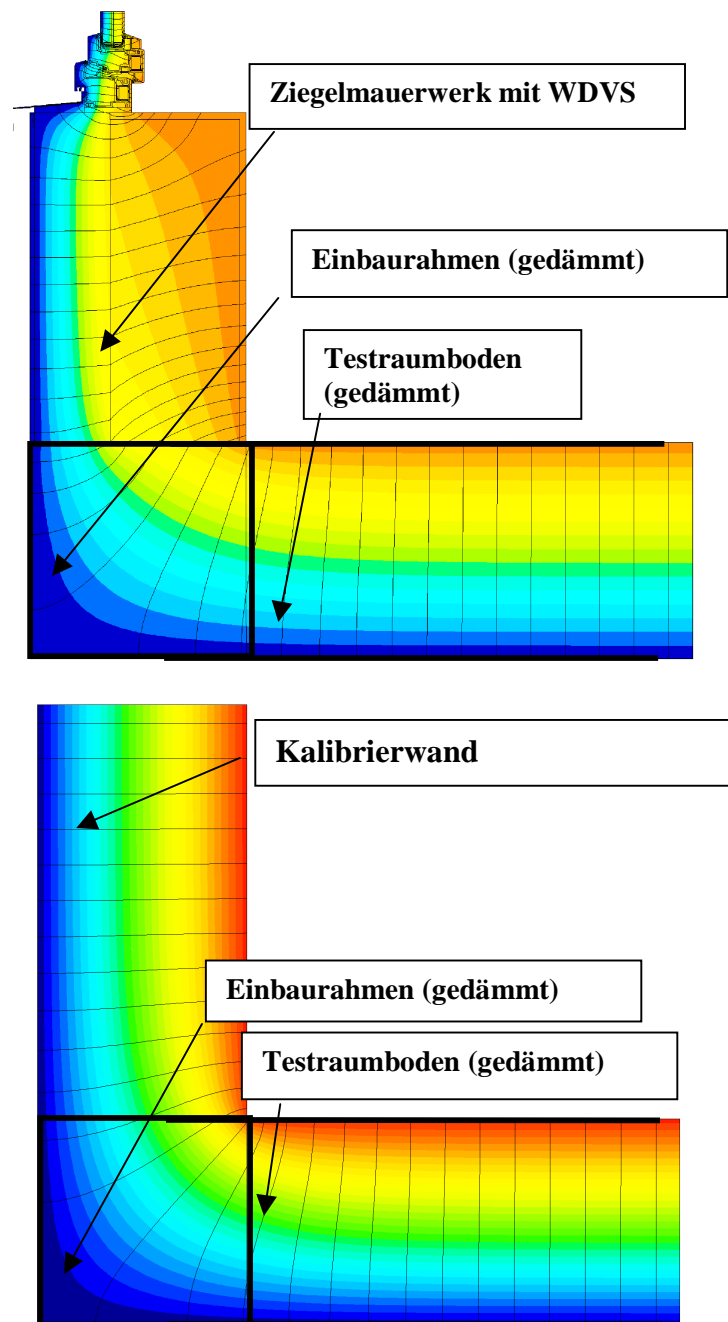 Ziegelmauerwerk mit WDVS
Einbaurahmen (gedämmt)
Testraumboden
(gedämmt)
Kalibrierwand
Einbaurahmen (gedämmt)
Testraumboden (gedämmt)